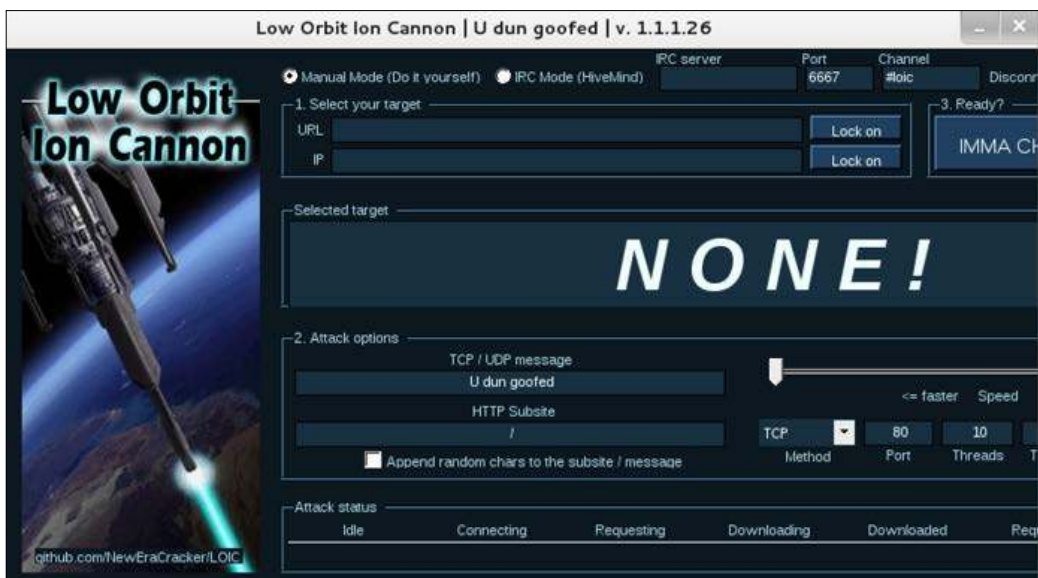 Low Orbit Ion Cannon | U dun goofed | v. 1.1.1.26
Low Orbit
Ion Cannon
IRC server Port Channel
Manual Mode (Do it yourself) IRC Mode (HiveMind) 6667 #loic Disconn
1. Select your target
URL Lock on
IP Lock on
3. Ready?
IMMA CH
Selected target
NONE!
2. Attack options
TCP / UDP message
U dun goofed
HTTP Subsite
/
Append random chars to the subsite / message
<= faster Speed
TCP 80 10
Method Port Threads T
Attack status
Idle Connecting Requesting Downloading Downloaded Req
github.com/NewEraCracker/LOIC